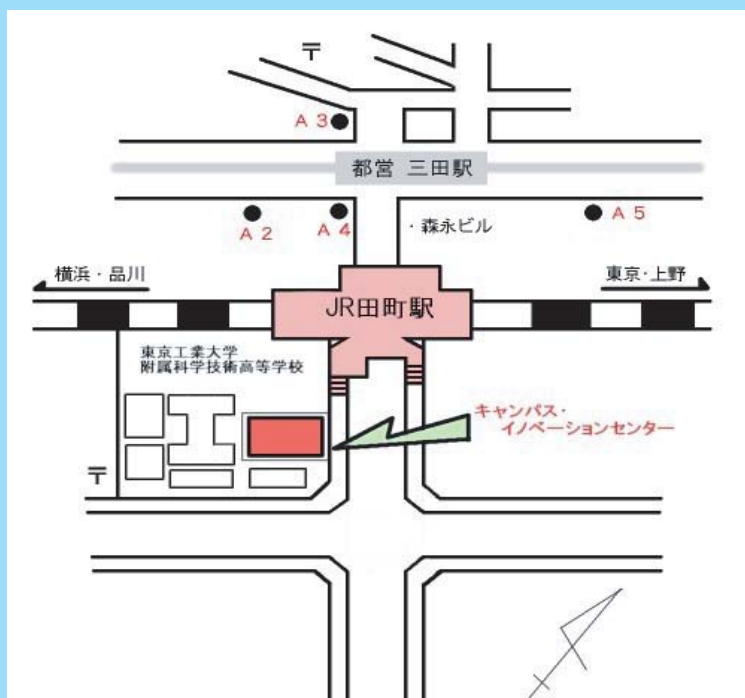 〒
A 3
都営 三田駅
A 2
A 4
・森永ビル
A 5
横浜・品川
東京・上野
JR田町駅
東京工業大学
附属科学技術高等学校
キャンパス・
イノベーションセンター
〒